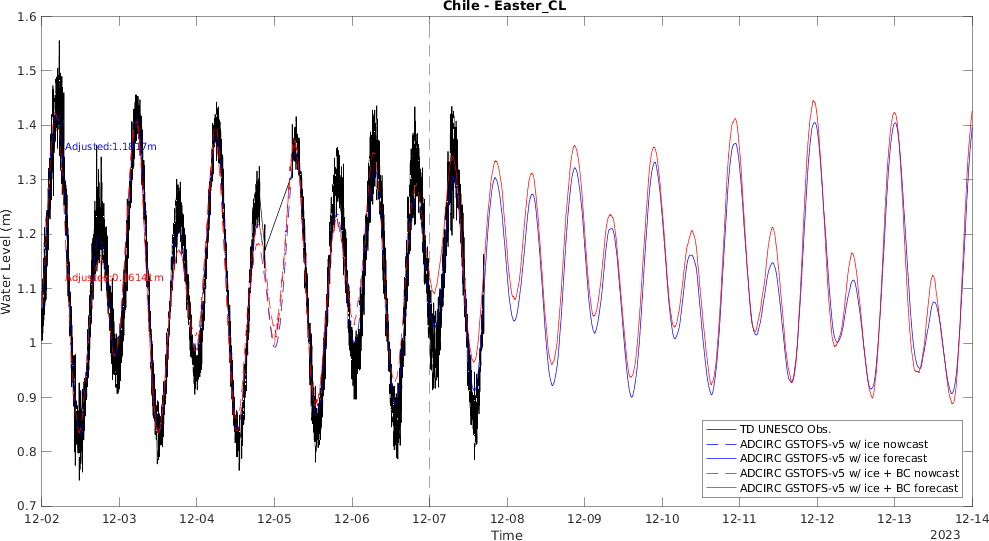 Chile - Easter_CL
1.6
1.5
1.4
1.3
1.2
1.1
1
0.9
0.8
0.7
Water Level (m)
Adjusted:1.1817m
TD UNESCO Obs.
ADCIRC GSTOFS-v5 w/ ice nowcast
ADCIRC GSTOFS-v5 w/ ice forecast
ADCIRC GSTOFS-v5 w/ ice + BC nowcast
ADCIRC GSTOFS-v5 w/ ice + BC forecast
12-02 12-03 12-04 12-05 12-06 12-07 12-08 12-09 12-10 12-11 12-12 12-13 12-14
Time
2023